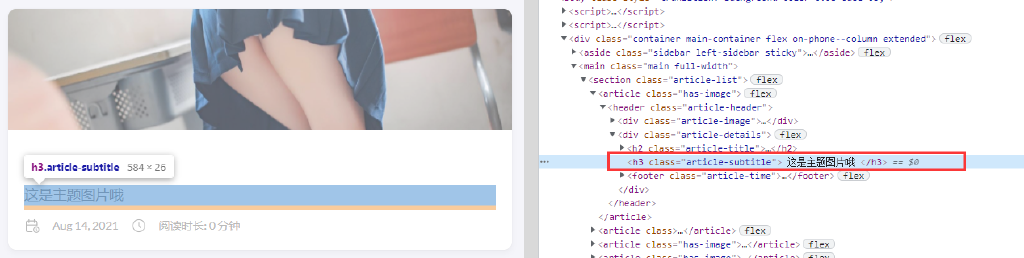 h3.article-subtitle 584 × 26
这是主题图片哦
Aug 14, 2021 阅读时长: 0 分钟
▶<script>…</script>
▶<script>…</script>
▼<div class="container main-container flex on-phone--column extended"> flex
▶<aside class="sidebar left-sidebar sticky">…</aside> flex
▼<main class="main full-width">
▼<section class="article-list"> flex
▼<article class="has-image"> flex
▼<header class="article-header">
▶<div class="article-image">…</div>
▼<div class="article-details"> flex
▶<h2 class="article-title">…</h2>
<h3 class="article-subtitle"> 这是主题图片哦 </h3> == $0
▶<footer class="article-time">…</footer> flex
</div>
</header>
</article>
▶<article class>…</article> flex
▶<article class="has-image">…</article> flex